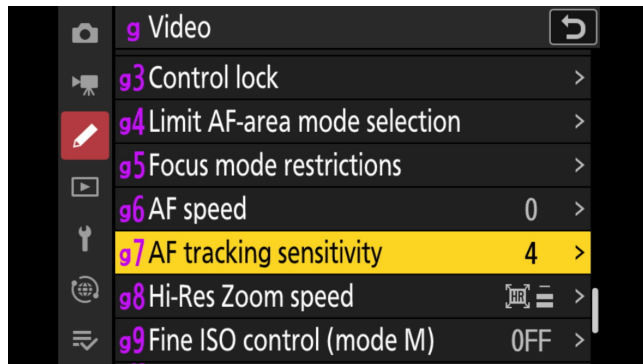 g Video
g3 Control lock
g4 Limit AF-area mode selection
g5 Focus mode restrictions
g6 AF speed 0
g7 AF tracking sensitivity 4
g8 Hi-Res Zoom speed HR
g9 Fine ISO control (mode M) OFF